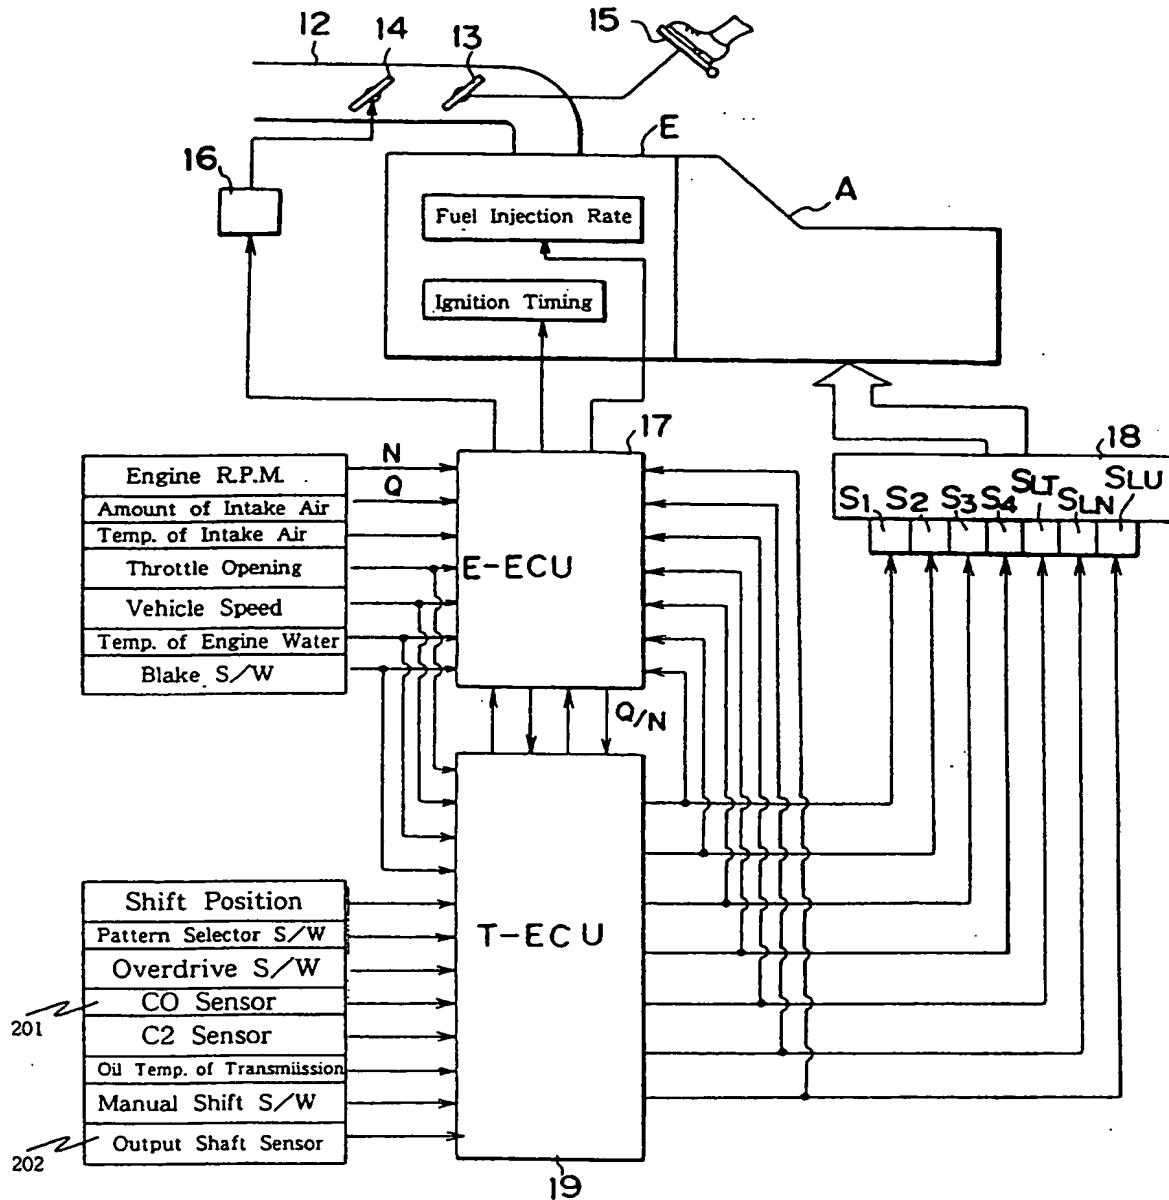 12
14
13
15
E
16
A
Fuel Injection Rate
Ignition Timing
17
18
N
Q
Engine R.P.M.
Amount of Intake Air
Temp. of Intake Air
Throttle Opening
Vehicle Speed
Temp. of Engine Water
Blake S/W
E-ECU
S1 S2 S3 S4 SLT SLN SLU
Q/N
Shift Position
Pattern Selector S/W
Overdrive S/W
CO Sensor
C2 Sensor
Oil Temp. of Transmiission
Manual Shift S/W
Output Shaft Sensor
T-ECU
201
202
19